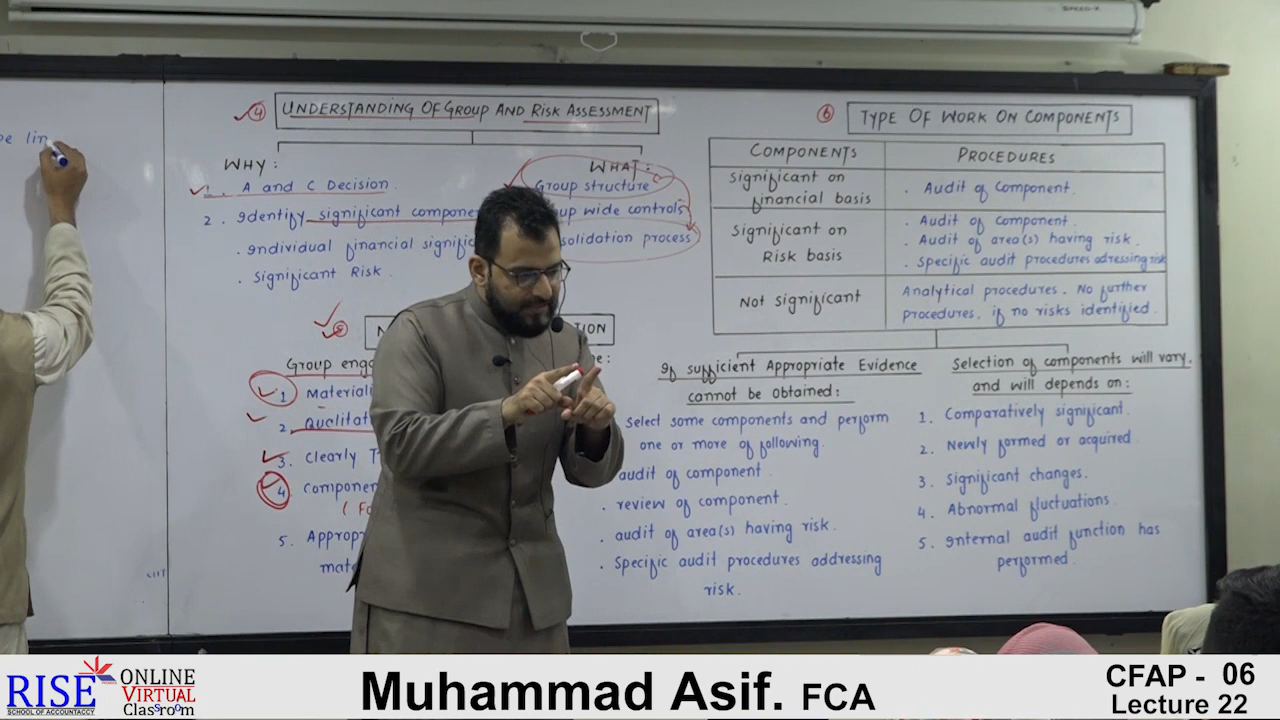 pe lin
④ UNDERSTANDING OF GROUP AND RISK ASSESSMENT
WHY:
1. A and C Decision.
2. Identify significant compone
. Individual financial signific
. Significant Risk.
WHAT:
Group structure
up wide controls
solidation process
⑤
TION
Group eng
1 Materiali
2. Qualitat
3. Clearly T
4 Componen
5. Approp
mate
⑥ TYPE OF WORK ON COMPONENTS
COMPONENTS PROCEDURES
Significant on financial basis . Audit of Component.
Significant on Risk basis . Audit of component.
. Audit of area(s) having risk.
. Specific audit procedures adressing risk
Not significant Analytical procedures. No further
procedures, if no risks identified.
If sufficient Appropriate Evidence
cannot be obtained:
Select some components and perform
one or more of following.
audit of component.
. review of component.
. audit of area(s) having risk.
. Specific audit procedures addressing
risk.
Selection of components will vary.
and will depends on:
1. Comparatively significant.
2. Newly formed or acquired.
3. Significant changes.
4. Abnormal fluctuations.
5. Internal audit function has
performed.
RISE
SCHOOL OF ACCOUNTACCY
ONLINE
VIRTUAL
Classroom
Muhammad Asif. FCA
CFAP - 06
Lecture 22